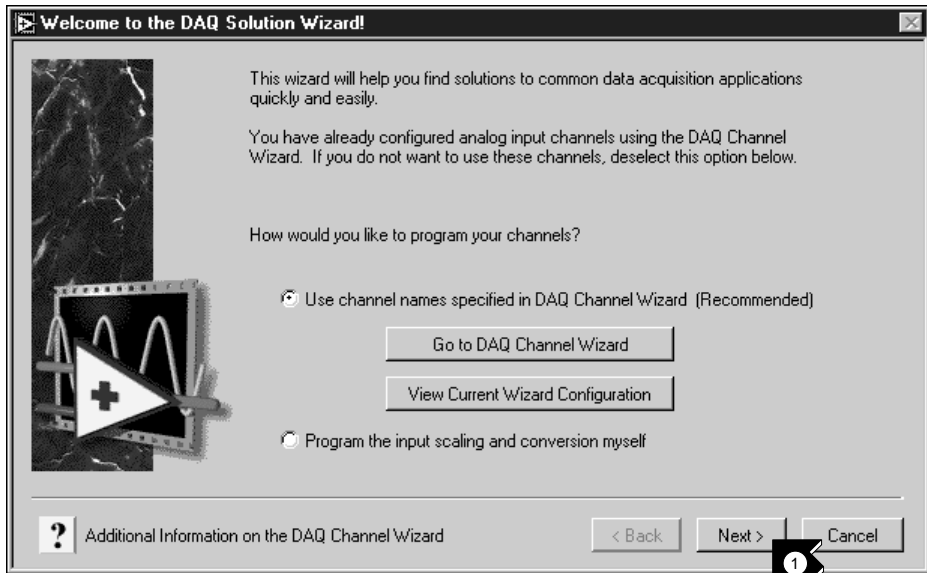 Welcome to the DAQ Solution Wizard!
This wizard will help you find solutions to common data acquisition applications
quickly and easily.
You have already configured analog input channels using the DAQ Channel
Wizard. If you do not want to use these channels, deselect this option below.
How would you like to program your channels?
Use channel names specified in DAQ Channel Wizard (Recommended)
Go to DAQ Channel Wizard
View Current Wizard Configuration
Program the input scaling and conversion myself
? Additional Information on the DAQ Channel Wizard
< Back
Next >
Cancel
1